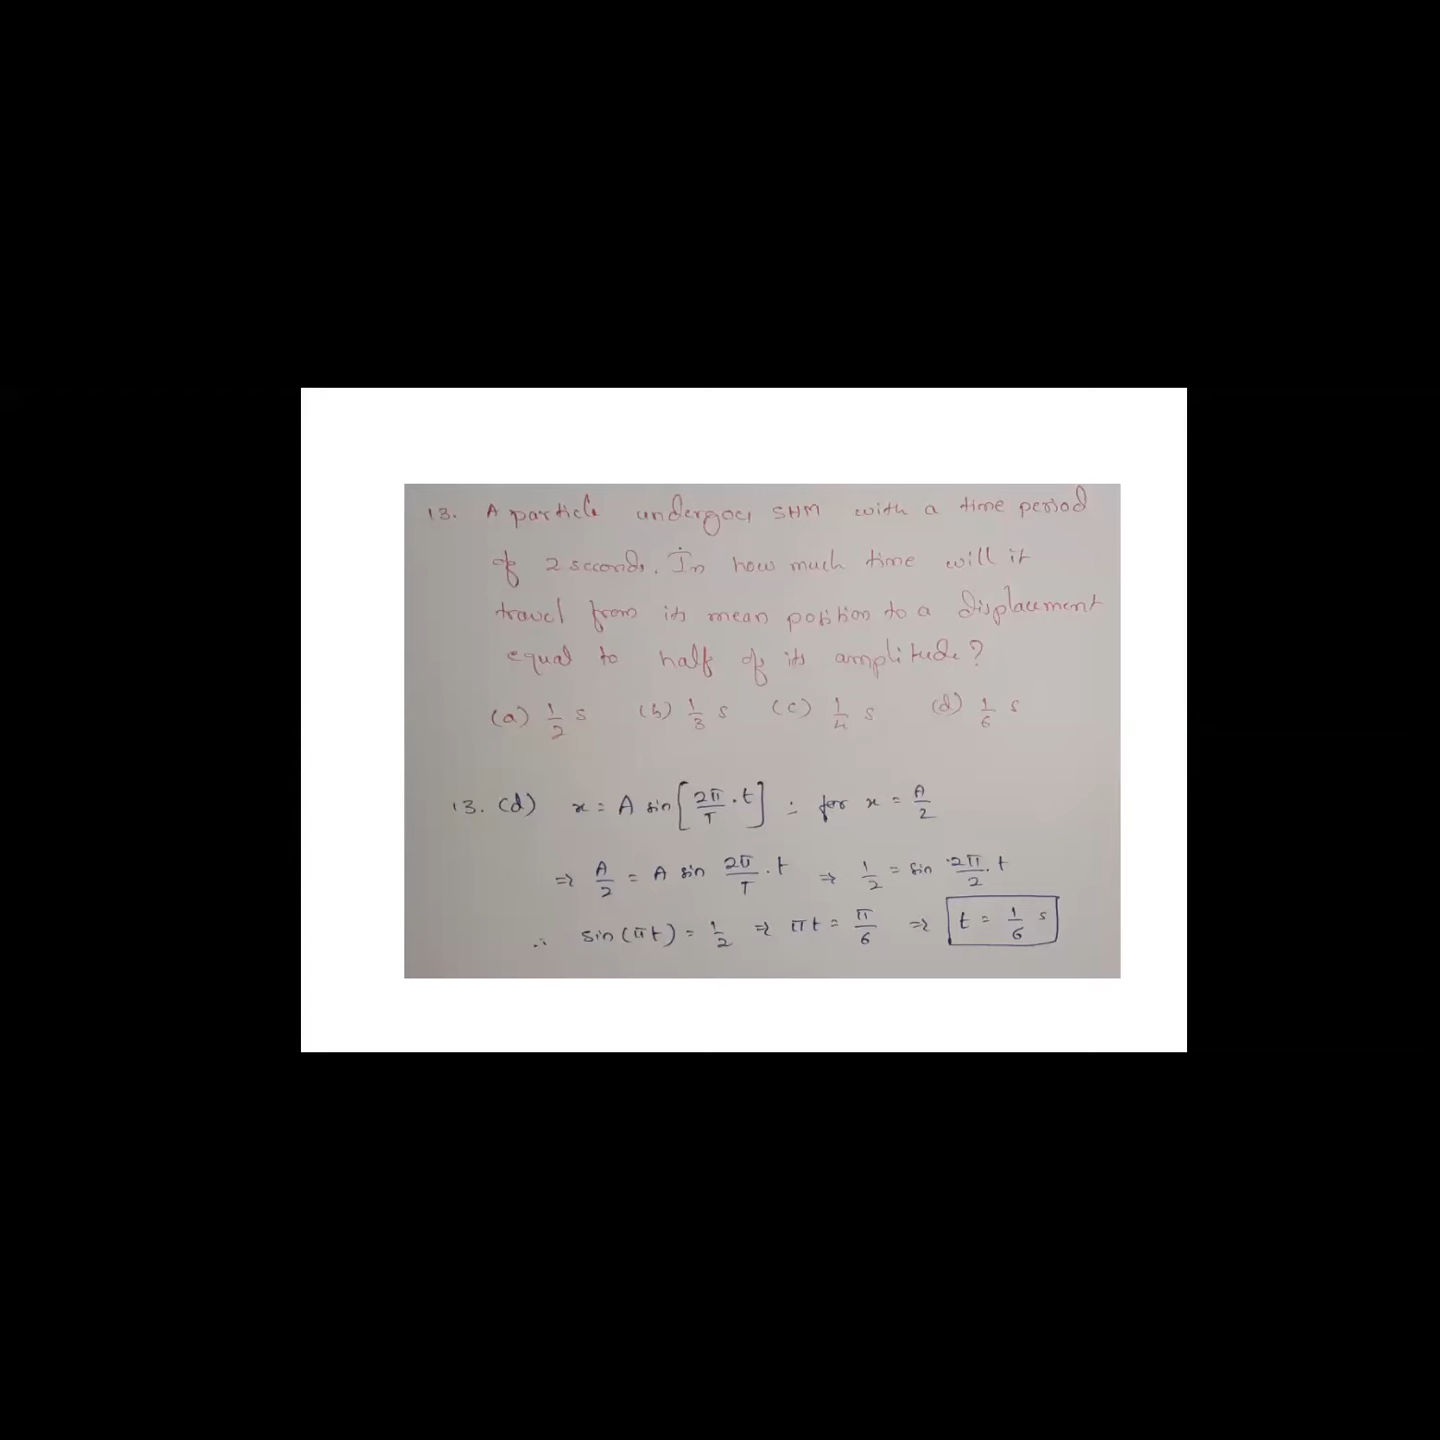 13. A particle undergoes SHM with a time period
of 2 seconds. In how much time will it
travel from its mean position to a displacement
equal to half of its amplitude?
(a) 1/2 s (b) 1/3 s (c) 1/4 s (d) 1/6 s
13. (d) x = A sin[2π/T . t] ∴ for x = A/2
⇒ A/2 = A sin 2π/T . t ⇒ 1/2 = sin 2π/2 . t
∴ sin(πt) = 1/2 ⇒ πt = π/6 ⇒ t = 1/6 s